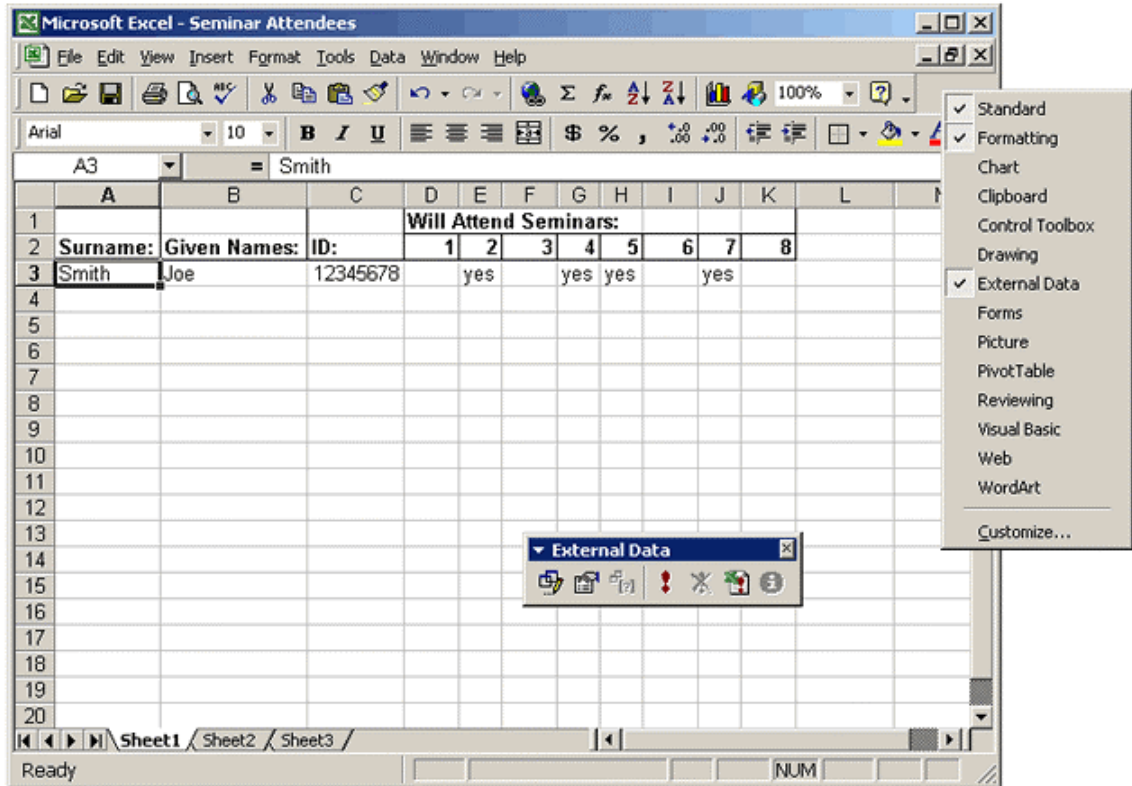 Microsoft Excel - Seminar Attendees
File Edit View Insert Format Tools Data Window Help
100%
Arial 10 B I U $ % ,
A3 = Smith
A B C D E F G H I J K L
1 Will Attend Seminars:
2 Surname: Given Names: ID: 1 2 3 4 5 6 7 8
3 Smith Joe 12345678 yes yes yes yes
4
5
6
7
8
9
10
11
12
13
14
15
16
17
18
19
20
Standard
Formatting
Chart
Clipboard
Control Toolbox
Drawing
External Data
Forms
Picture
PivotTable
Reviewing
Visual Basic
Web
WordArt
Customize...
External Data
Sheet1 Sheet2 Sheet3
Ready NUM